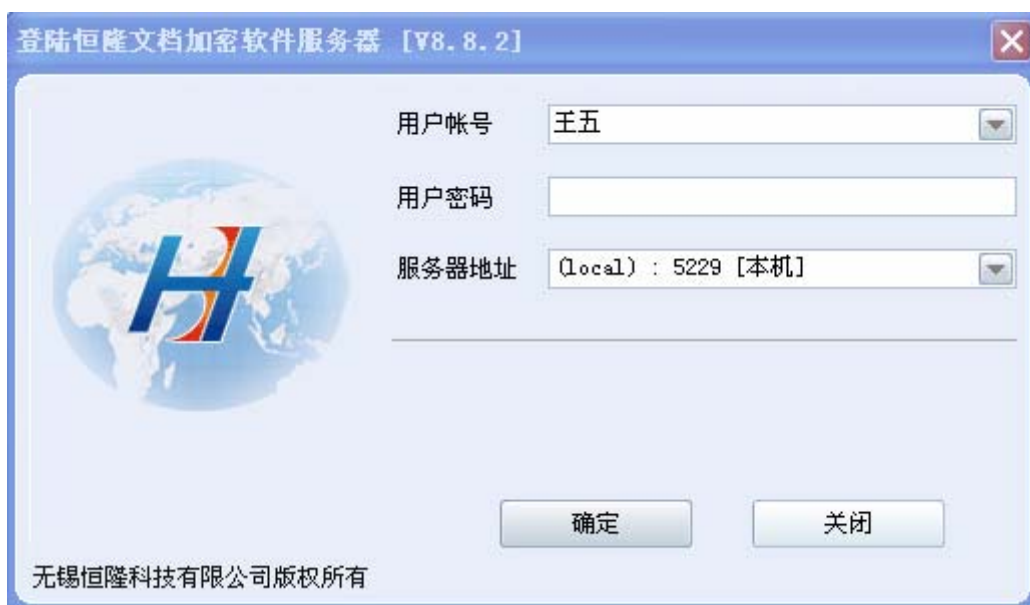 登陆恒隆文档加密软件服务器 [V8.8.2]
用户帐号 王五
用户密码
服务器地址 (local) : 5229 [本机]
确定 关闭
无锡恒隆科技有限公司版权所有